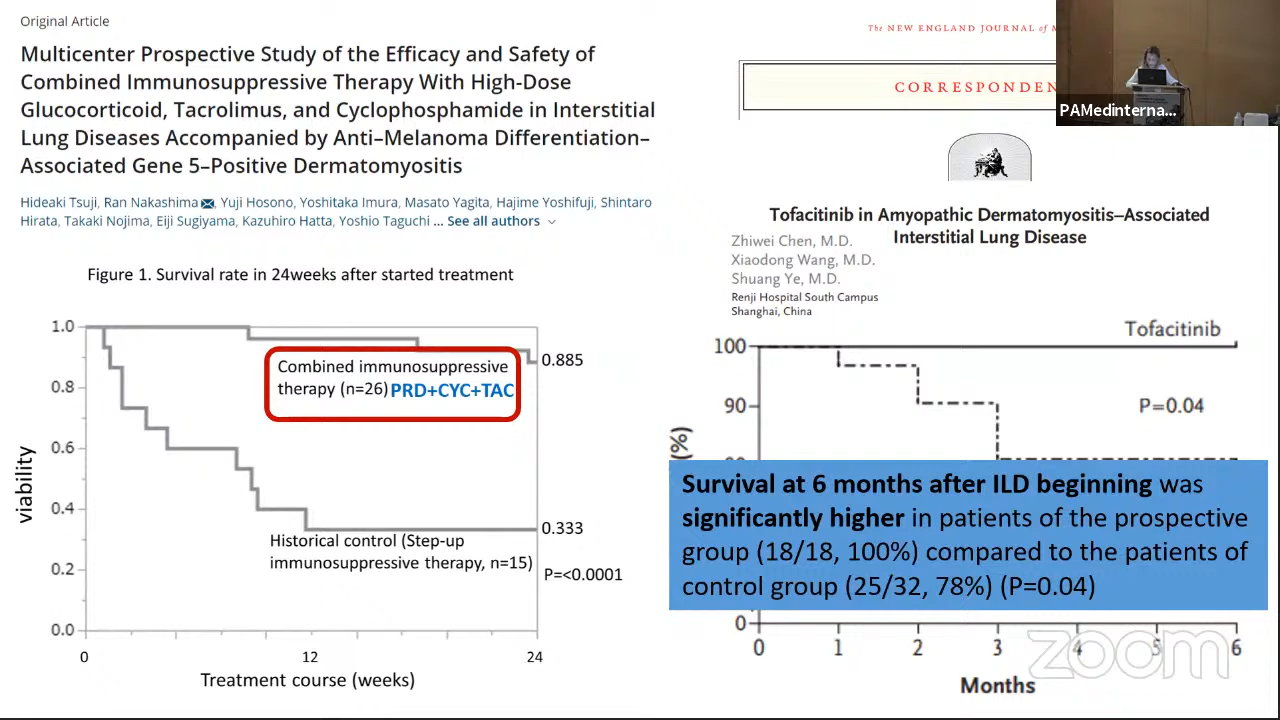 Original Article
Multicenter Prospective Study of the Efficacy and Safety of
Combined Immunosuppressive Therapy With High-Dose
Glucocorticoid, Tacrolimus, and Cyclophosphamide in Interstitial
Lung Diseases Accompanied by Anti–Melanoma Differentiation–
Associated Gene 5–Positive Dermatomyositis
Hideaki Tsuji, Ran Nakashima, Yuji Hosono, Yoshitaka Imura, Masato Yagita, Hajime Yoshifuji, Shintaro
Hirata, Takaki Nojima, Eiji Sugiyama, Kazuhiro Hatta, Yoshio Taguchi ... See all authors
Figure 1. Survival rate in 24weeks after started treatment
viability
1.0
0.8
0.6
0.4
0.2
0.0
Combined immunosuppressive
therapy (n=26) PRD+CYC+TAC
0.885
0.333
Historical control (Step-up
immunosuppressive therapy, n=15)
P=<0.0001
0 12 24
Treatment course (weeks)
The NEW ENGLAND JOURNAL of
CORRESPONDEN
PAMedinterna...
Tofacitinib in Amyopathic Dermatomyositis–Associated
Interstitial Lung Disease
Zhiwei Chen, M.D.
Xiaodong Wang, M.D.
Shuang Ye, M.D.
Renji Hospital South Campus
Shanghai, China
Tofacitinib
100
90
P=0.04
(%)
Survival at 6 months after ILD beginning was
significantly higher in patients of the prospective
group (18/18, 100%) compared to the patients of
control group (25/32, 78%) (P=0.04)
0
0 1 2 3 4 5 6
Months
zoom